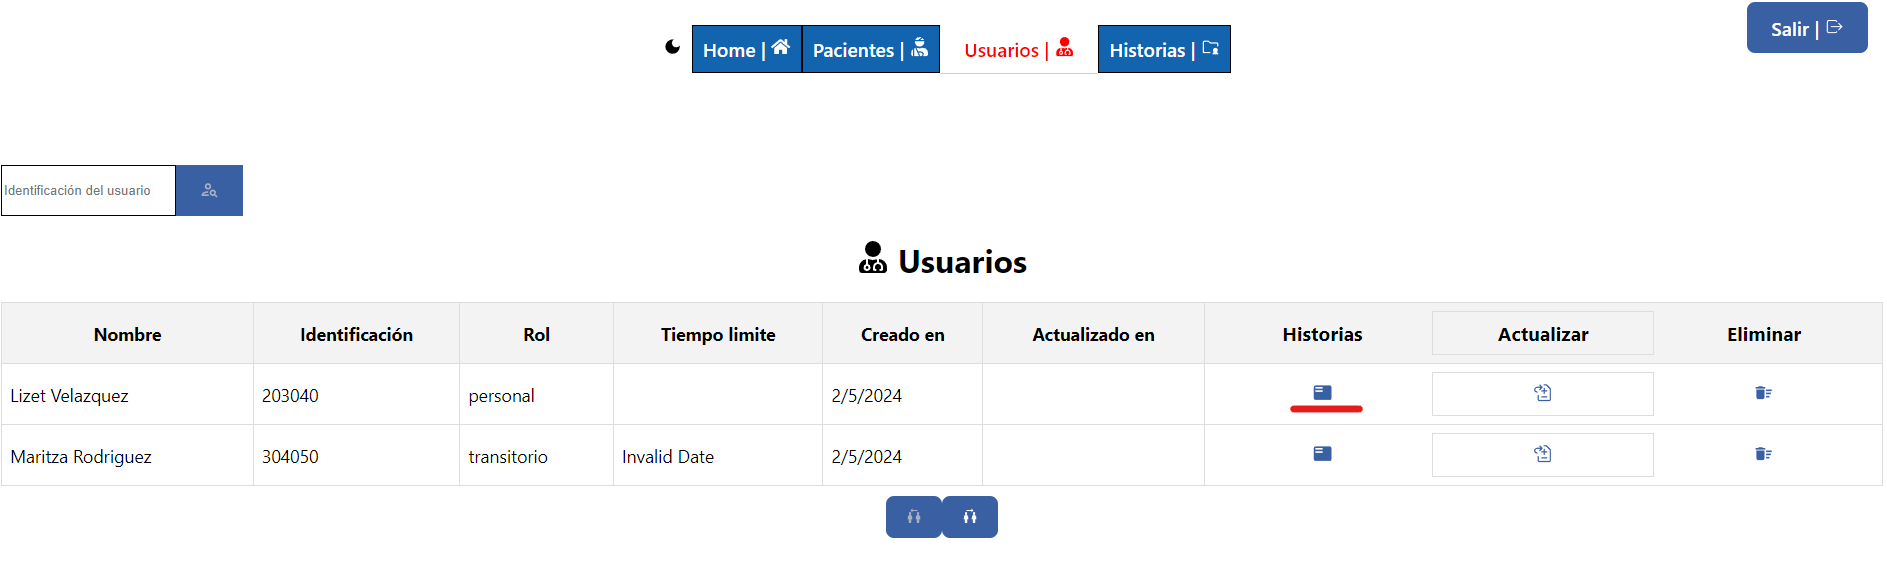 Salir |
Home | Pacientes | Usuarios | Historias |
Identificación del usuario
Usuarios
Nombre Identificación Rol Tiempo limite Creado en Actualizado en Historias Actualizar Eliminar
Lizet Velazquez 203040 personal 2/5/2024
Maritza Rodriguez 304050 transitorio Invalid Date 2/5/2024